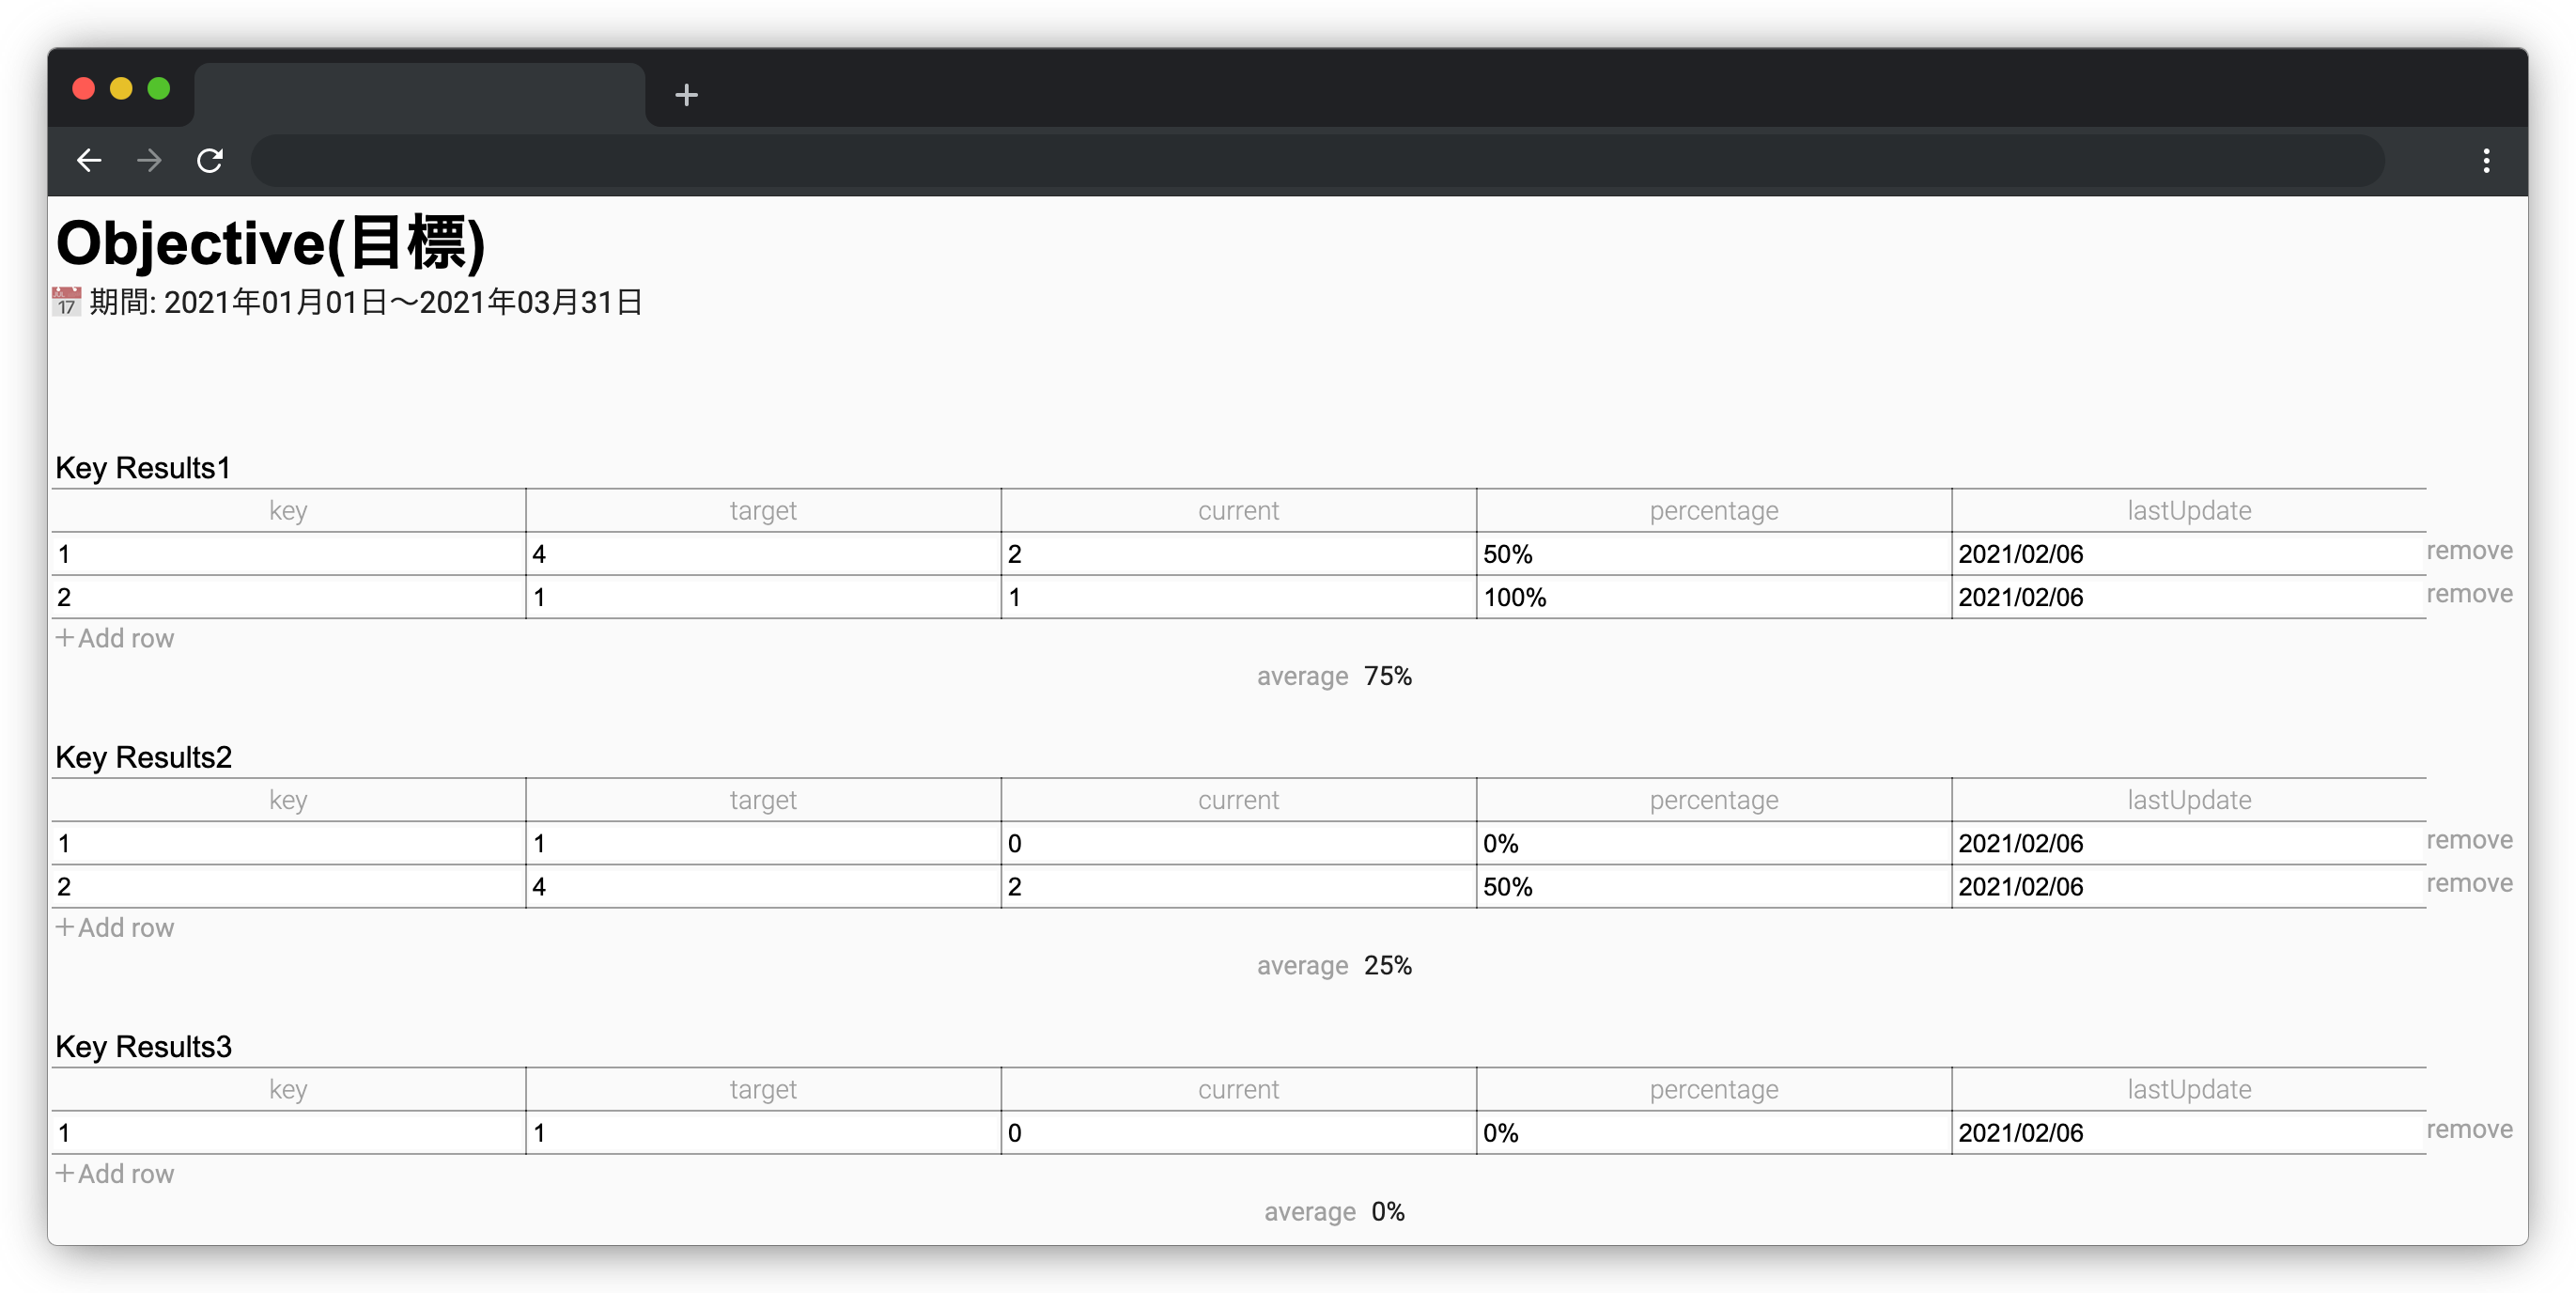 Objective(目標)
📅 期間: 2021年01月01日〜2021年03月31日
Key Results1
key target current percentage lastUpdate
1 4 2 50% 2021/02/06 remove
2 1 1 100% 2021/02/06 remove
+Add row
average 75%
Key Results2
key target current percentage lastUpdate
1 1 0 0% 2021/02/06 remove
2 4 2 50% 2021/02/06 remove
+Add row
average 25%
Key Results3
key target current percentage lastUpdate
1 1 0 0% 2021/02/06 remove
+Add row
average 0%